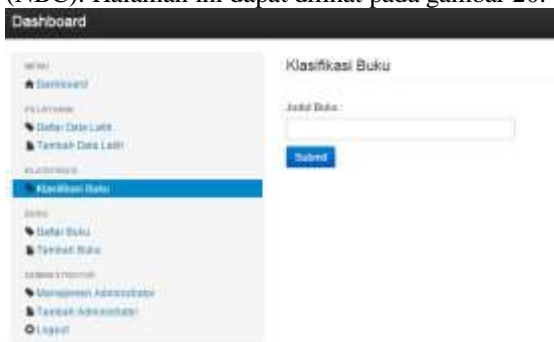 (NBC). Halaman ini dapat dilihat pada gambar 20.
Dashboard
MENU
Dashboard
PELATIHAN
Daftar Data Latih
Tambah Data Latih
KLASIFIKASI
Klasifikasi Buku
BUKU
Daftar Buku
Tambah Buku
ADMINISTRATOR
Manajemen Administrator
Tambah Administrator
Logout
Klasifikasi Buku
Judul Buku :
Submit